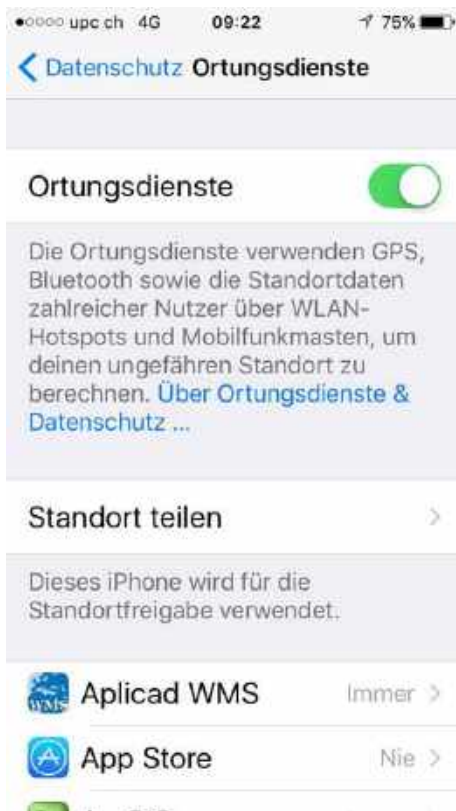 upc ch 4G 09:22 75%
Datenschutz Ortungsdienste
Ortungsdienste
Die Ortungsdienste verwenden GPS,
Bluetooth sowie die Standortdaten
zahlreicher Nutzer über WLAN-
Hotspots und Mobilfunkmasten, um
deinen ungefähren Standort zu
berechnen. Über Ortungsdienste &
Datenschutz ...
Standort teilen
Dieses iPhone wird für die
Standortfreigabe verwendet.
WMS Aplicad WMS Immer
App Store Nie